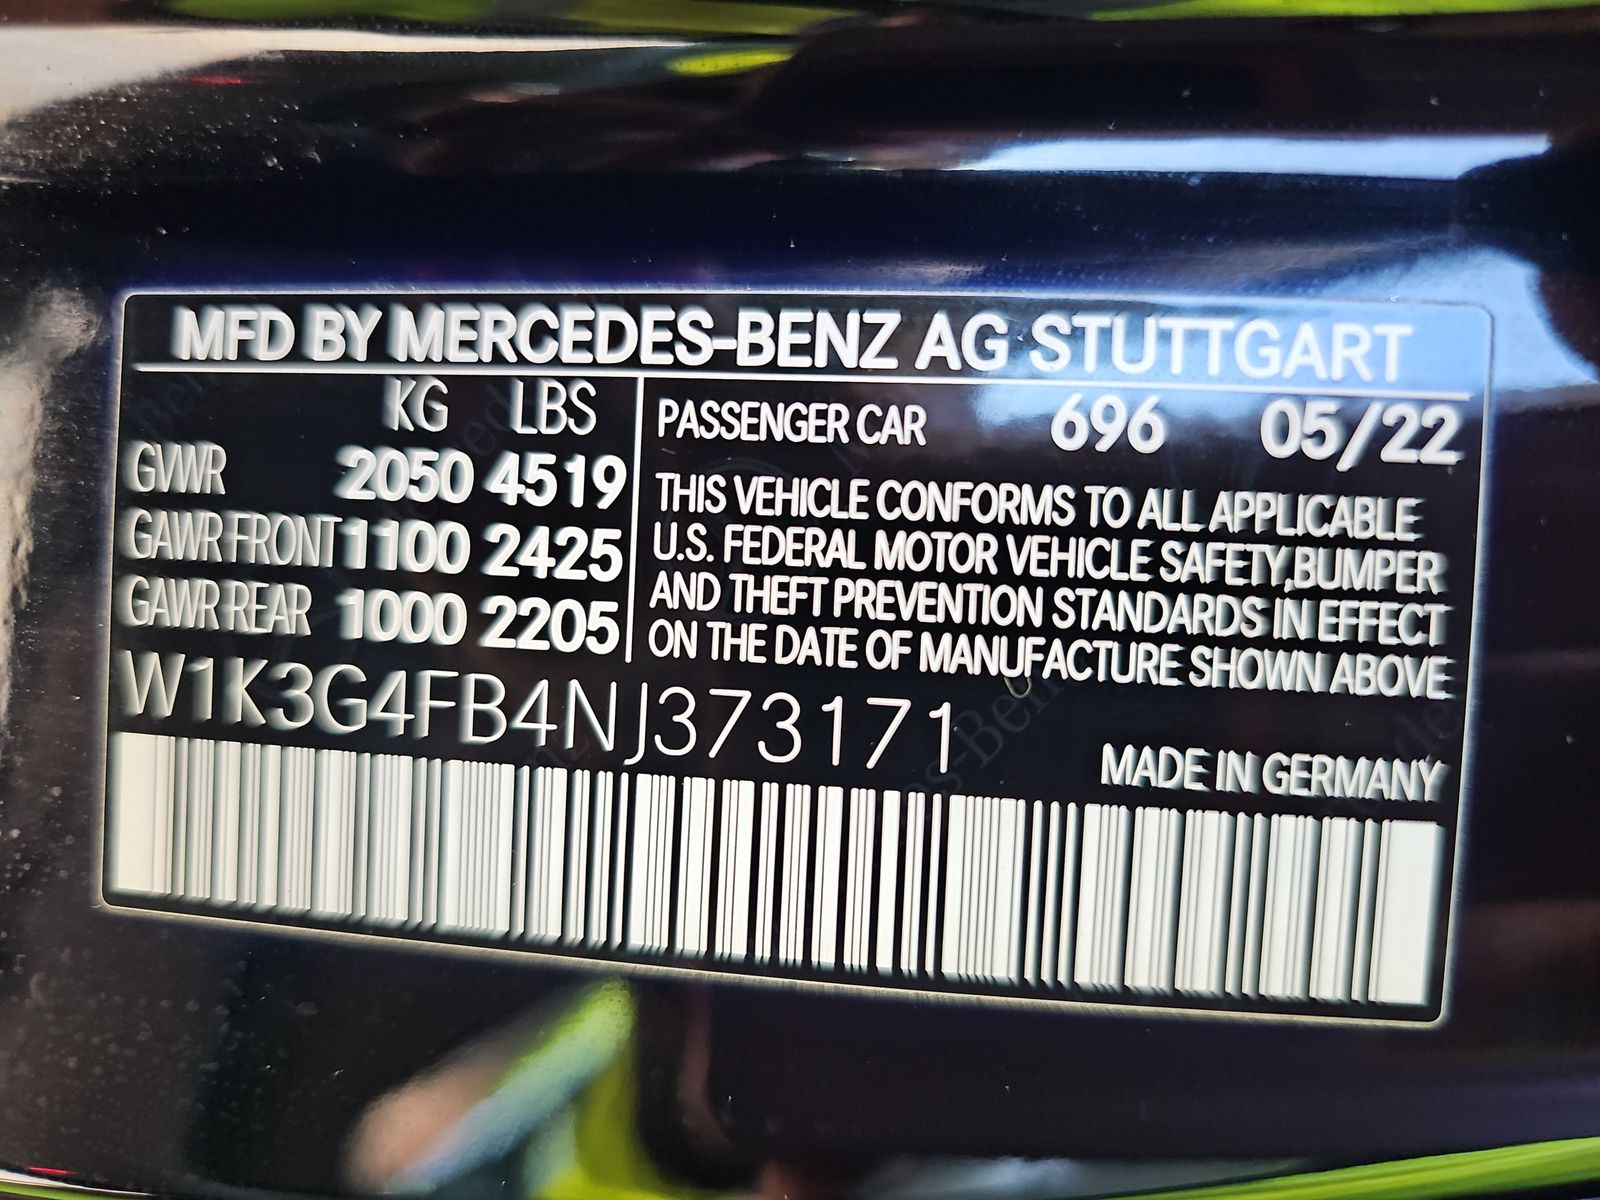 MFD BY MERCEDES-BENZ AG STUTTGART
KG LBS
GVWR 2050 4519
GAWR FRONT 1100 2425
GAWR REAR 1000 2205
PASSENGER CAR 696 05/22
THIS VEHICLE CONFORMS TO ALL APPLICABLE
U.S. FEDERAL MOTOR VEHICLE SAFETY,BUMPER
AND THEFT PREVENTION STANDARDS IN EFFECT
ON THE DATE OF MANUFACTURE SHOWN ABOVE
W1K3G4FB4NJ373171
MADE IN GERMANY